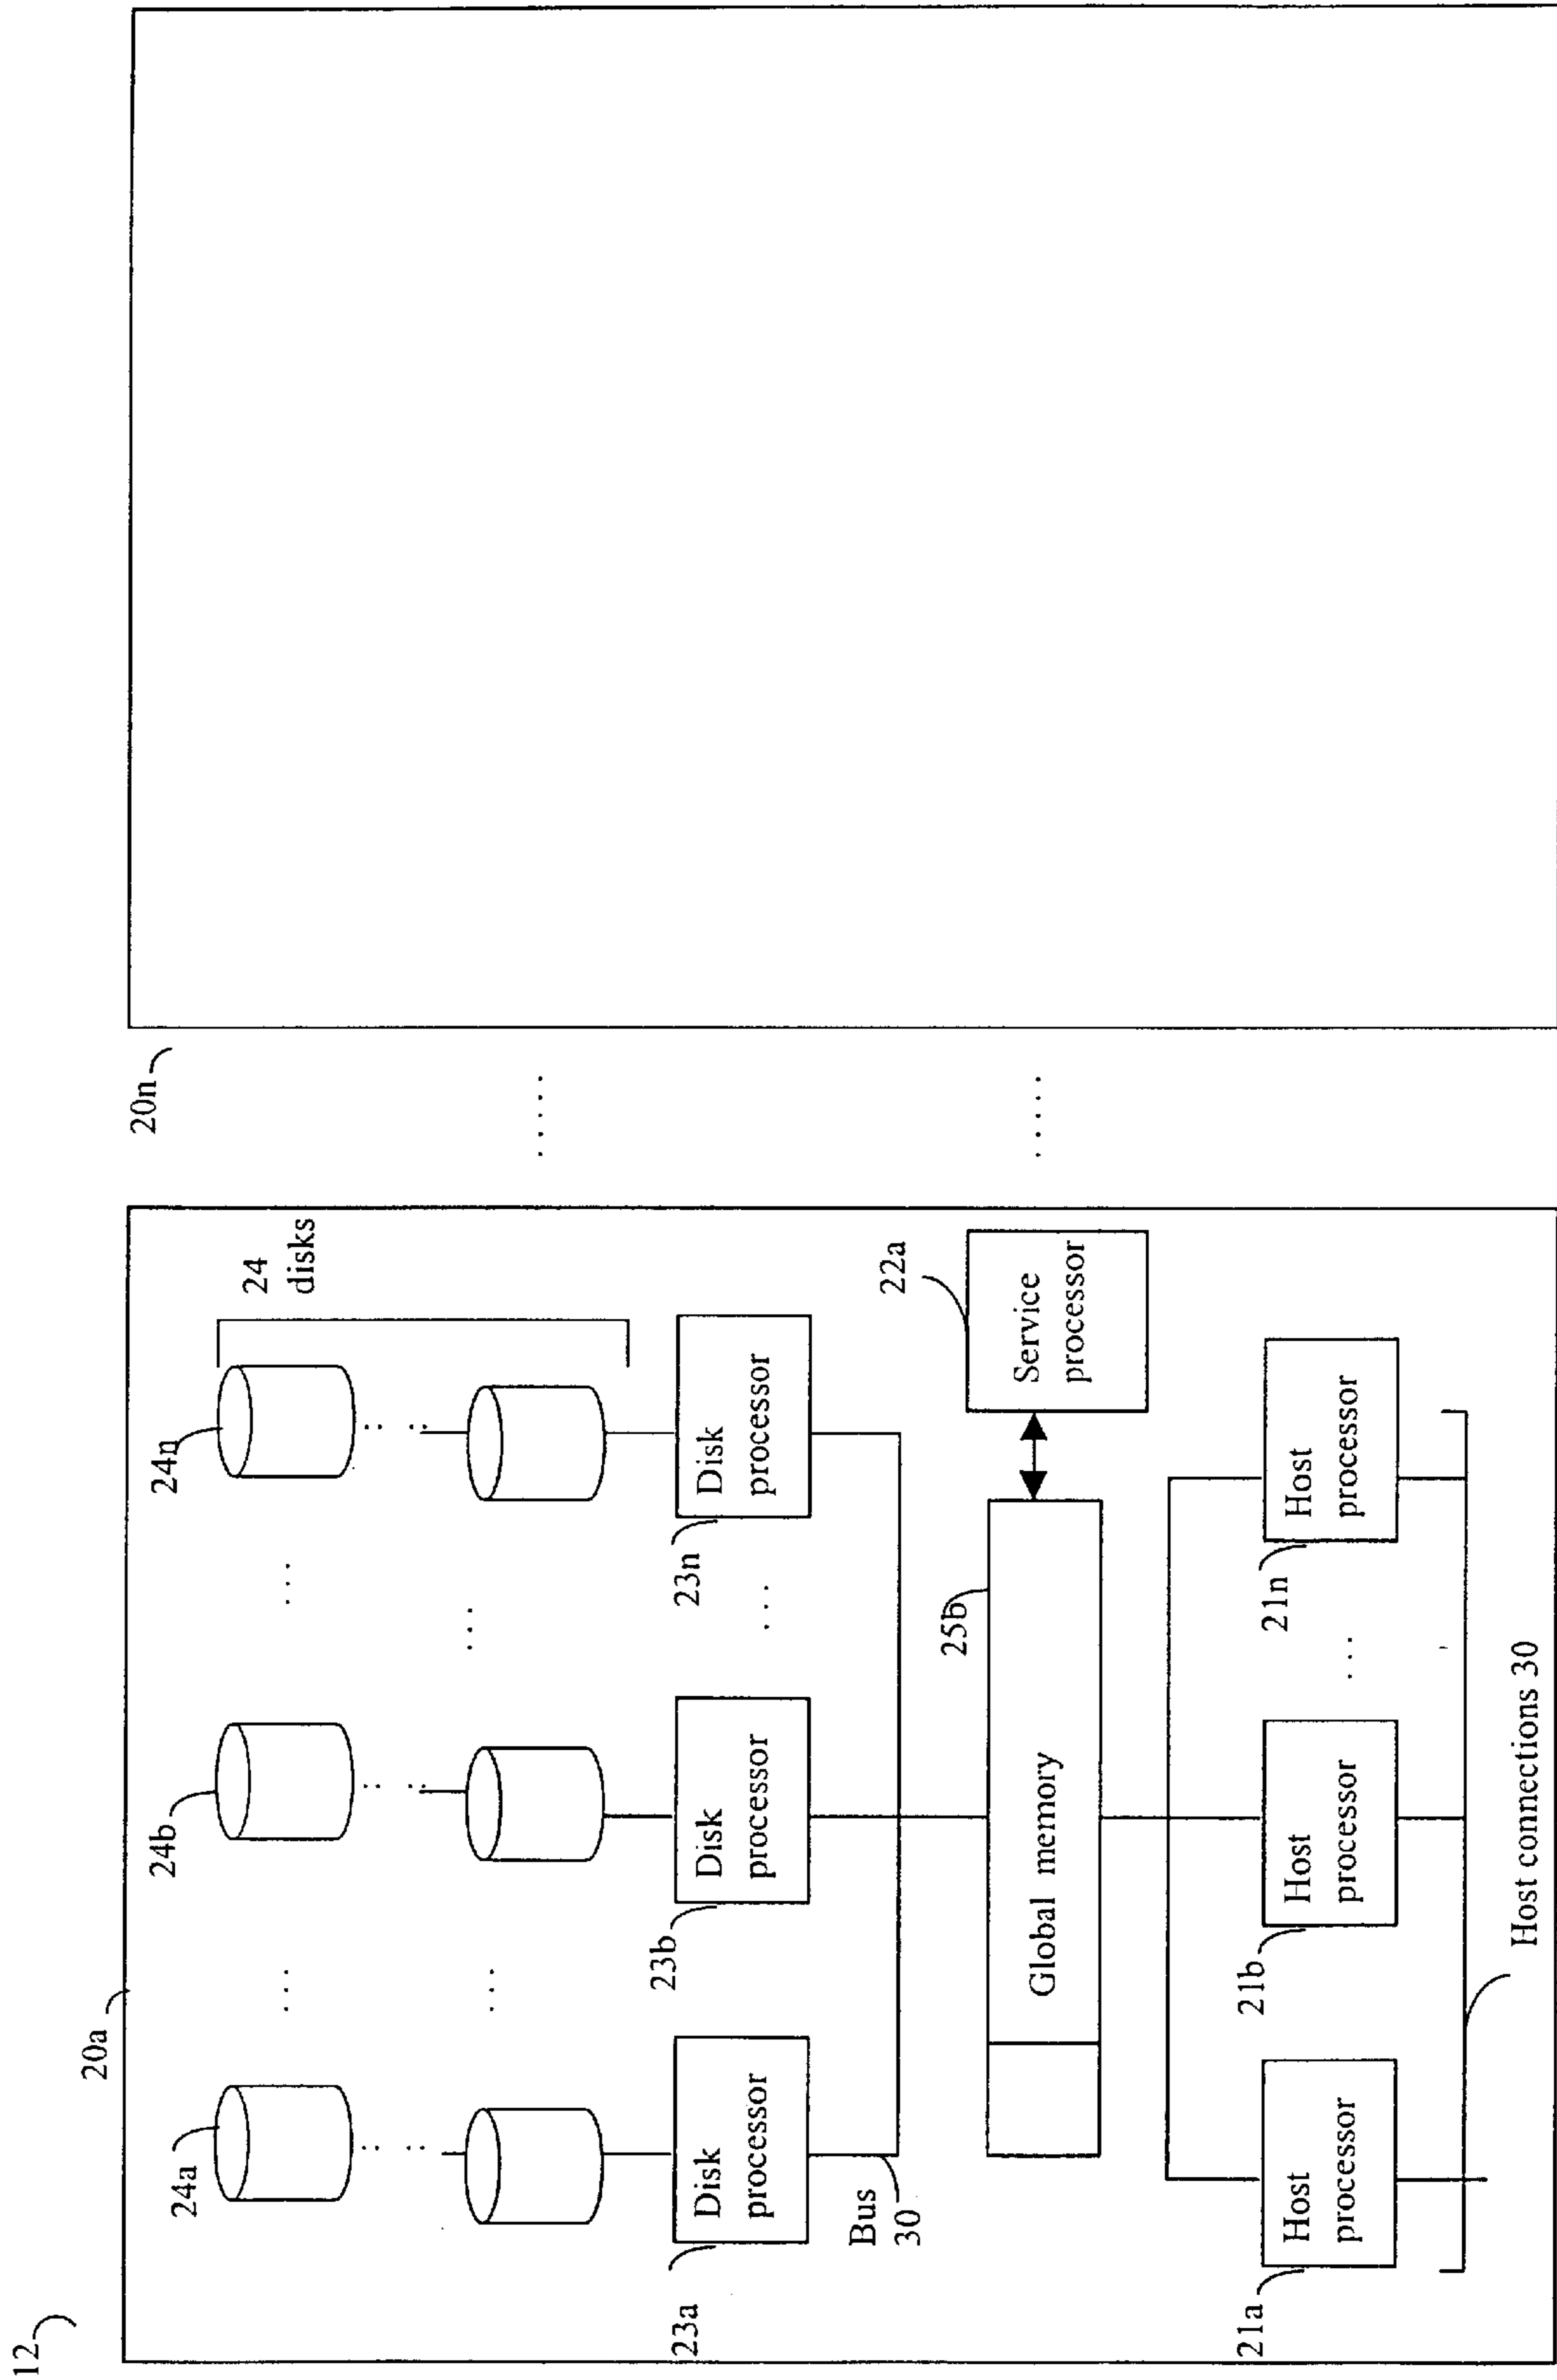 12
20a
20n
24a
24b
24n
24
disks
23a
Disk
processor
23b
Disk
processor
23n
Disk
processor
Bus
30
25b
Global memory
22a
Service
processor
21a
Host
processor
21b
Host
processor
21n
Host
processor
Host connections 30